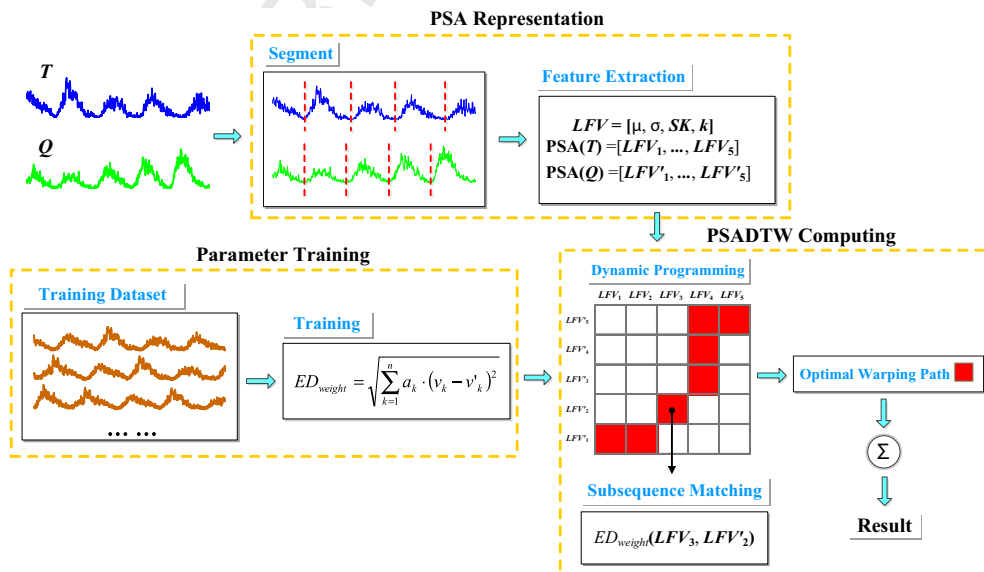 PSA Representation
Segment
T
Q
Feature Extraction
LFV = [μ, σ, SK, k]
PSA(T) =[LFV₁, ..., LFV₅]
PSA(Q) =[LFV'₁, ..., LFV'₅]
Parameter Training
Training Dataset
... ...
Training
ED_weight = √(∑_{k=1}^{n} a_k · (v_k – v'_k)²)
PSADTW Computing
Dynamic Programming
LFV₁ LFV₂ LFV₃ LFV₄ LFV₅
LFV'₅
LFV'₄
LFV'₃
LFV'₂
LFV'₁
Subsequence Matching
ED_weight(LFV₃, LFV'₂)
Optimal Warping Path
Σ
Result